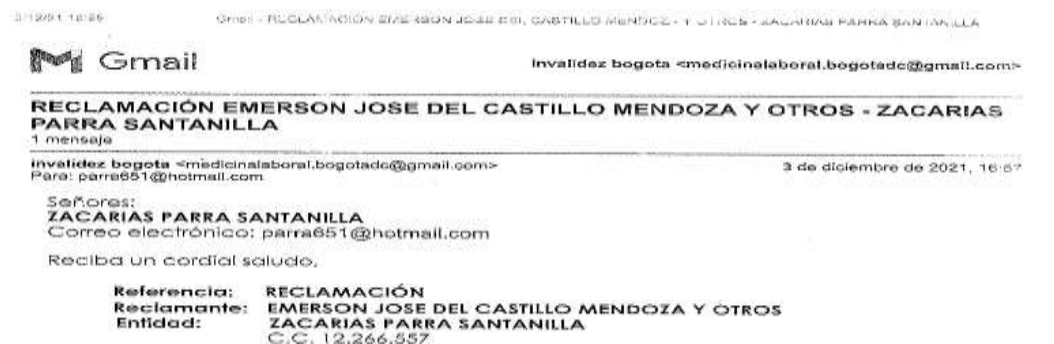 Gmail - RECLAMACIÓN EMERSON JOSE DEL CASTILLO MENDOZ - Y OTROS - ZACARIAS PARRA SANTANILLA
Gmail
invalidez bogota <medicinalaboral.bogotadc@gmail.com>
RECLAMACIÓN EMERSON JOSE DEL CASTILLO MENDOZA Y OTROS - ZACARIAS
PARRA SANTANILLA
1 mensaje
invalidez bogota <medicinalaboral.bogotadc@gmail.com>
3 de diciembre de 2021, 16:57
Para: parra651@hotmail.com
Señores:
ZACARIAS PARRA SANTANILLA
Correo electrónico: parra651@hotmail.com
Reciba un cordial saludo,
Referencia: RECLAMACIÓN
Reclamante: EMERSON JOSE DEL CASTILLO MENDOZA Y OTROS
Entidad: ZACARIAS PARRA SANTANILLA
C.C. 12.266.557